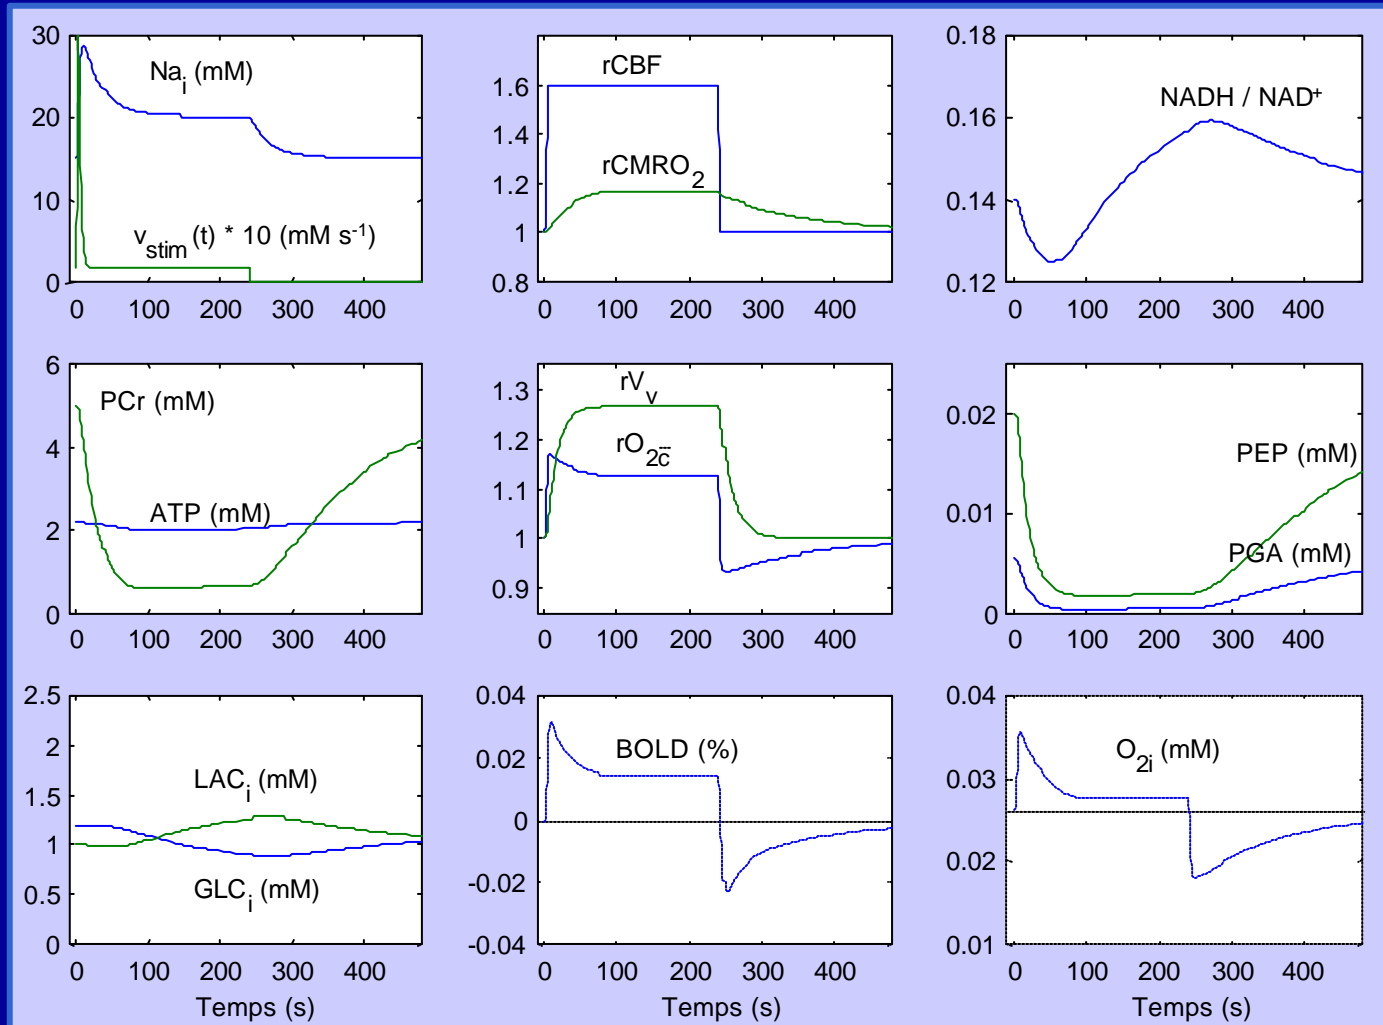 30
20
10
0
Na_i (mM)
v_stim (t) * 10 (mM s⁻¹)
0 100 200 300 400
1.6
1.4
1.2
1
0.8
rCBF
rCMRO₂
0 100 200 300 400
0.18
0.16
0.14
0.12
NADH / NAD⁺
0 100 200 300 400
6
4
2
0
PCr (mM)
ATP (mM)
0 100 200 300 400
1.3
1.2
1.1
1
0.9
rV_v
rO_2c̄
0 100 200 300 400
0.02
0.01
0
PEP (mM)
PGA (mM)
0 100 200 300 400
2.5
2
1.5
1
0.5
0
LAC_i (mM)
GLC_i (mM)
0 100 200 300 400
Temps (s)
0.04
0.02
0
-0.02
-0.04
BOLD (%)
0 100 200 300 400
Temps (s)
0.04
0.03
0.02
0.01
O_2i (mM)
0 100 200 300 400
Temps (s)